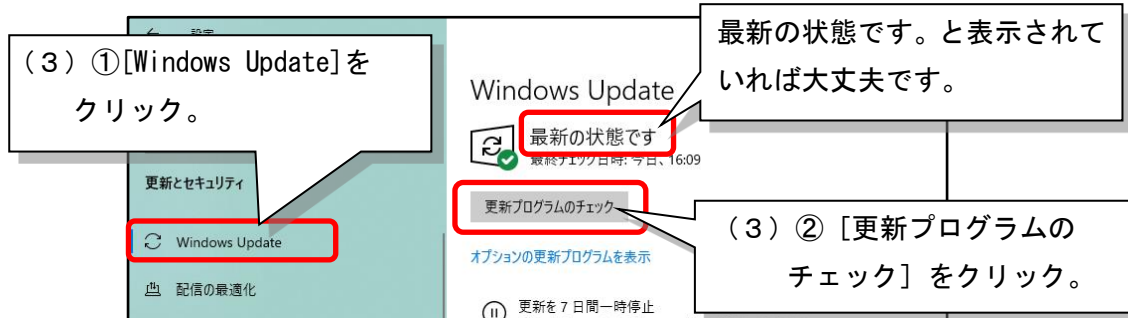 設定
(３)①[Windows Update]を
クリック。
更新とセキュリティ
Windows Update
配信の最適化
Windows Update
最新の状態です
最終チェック日時: 今日、16:09
更新プログラムのチェック
オプションの更新プログラムを表示
更新を 7 日間一時停止
最新の状態です。と表示されて
いれば大丈夫です。
(３)②［更新プログラムの
チェック］をクリック。